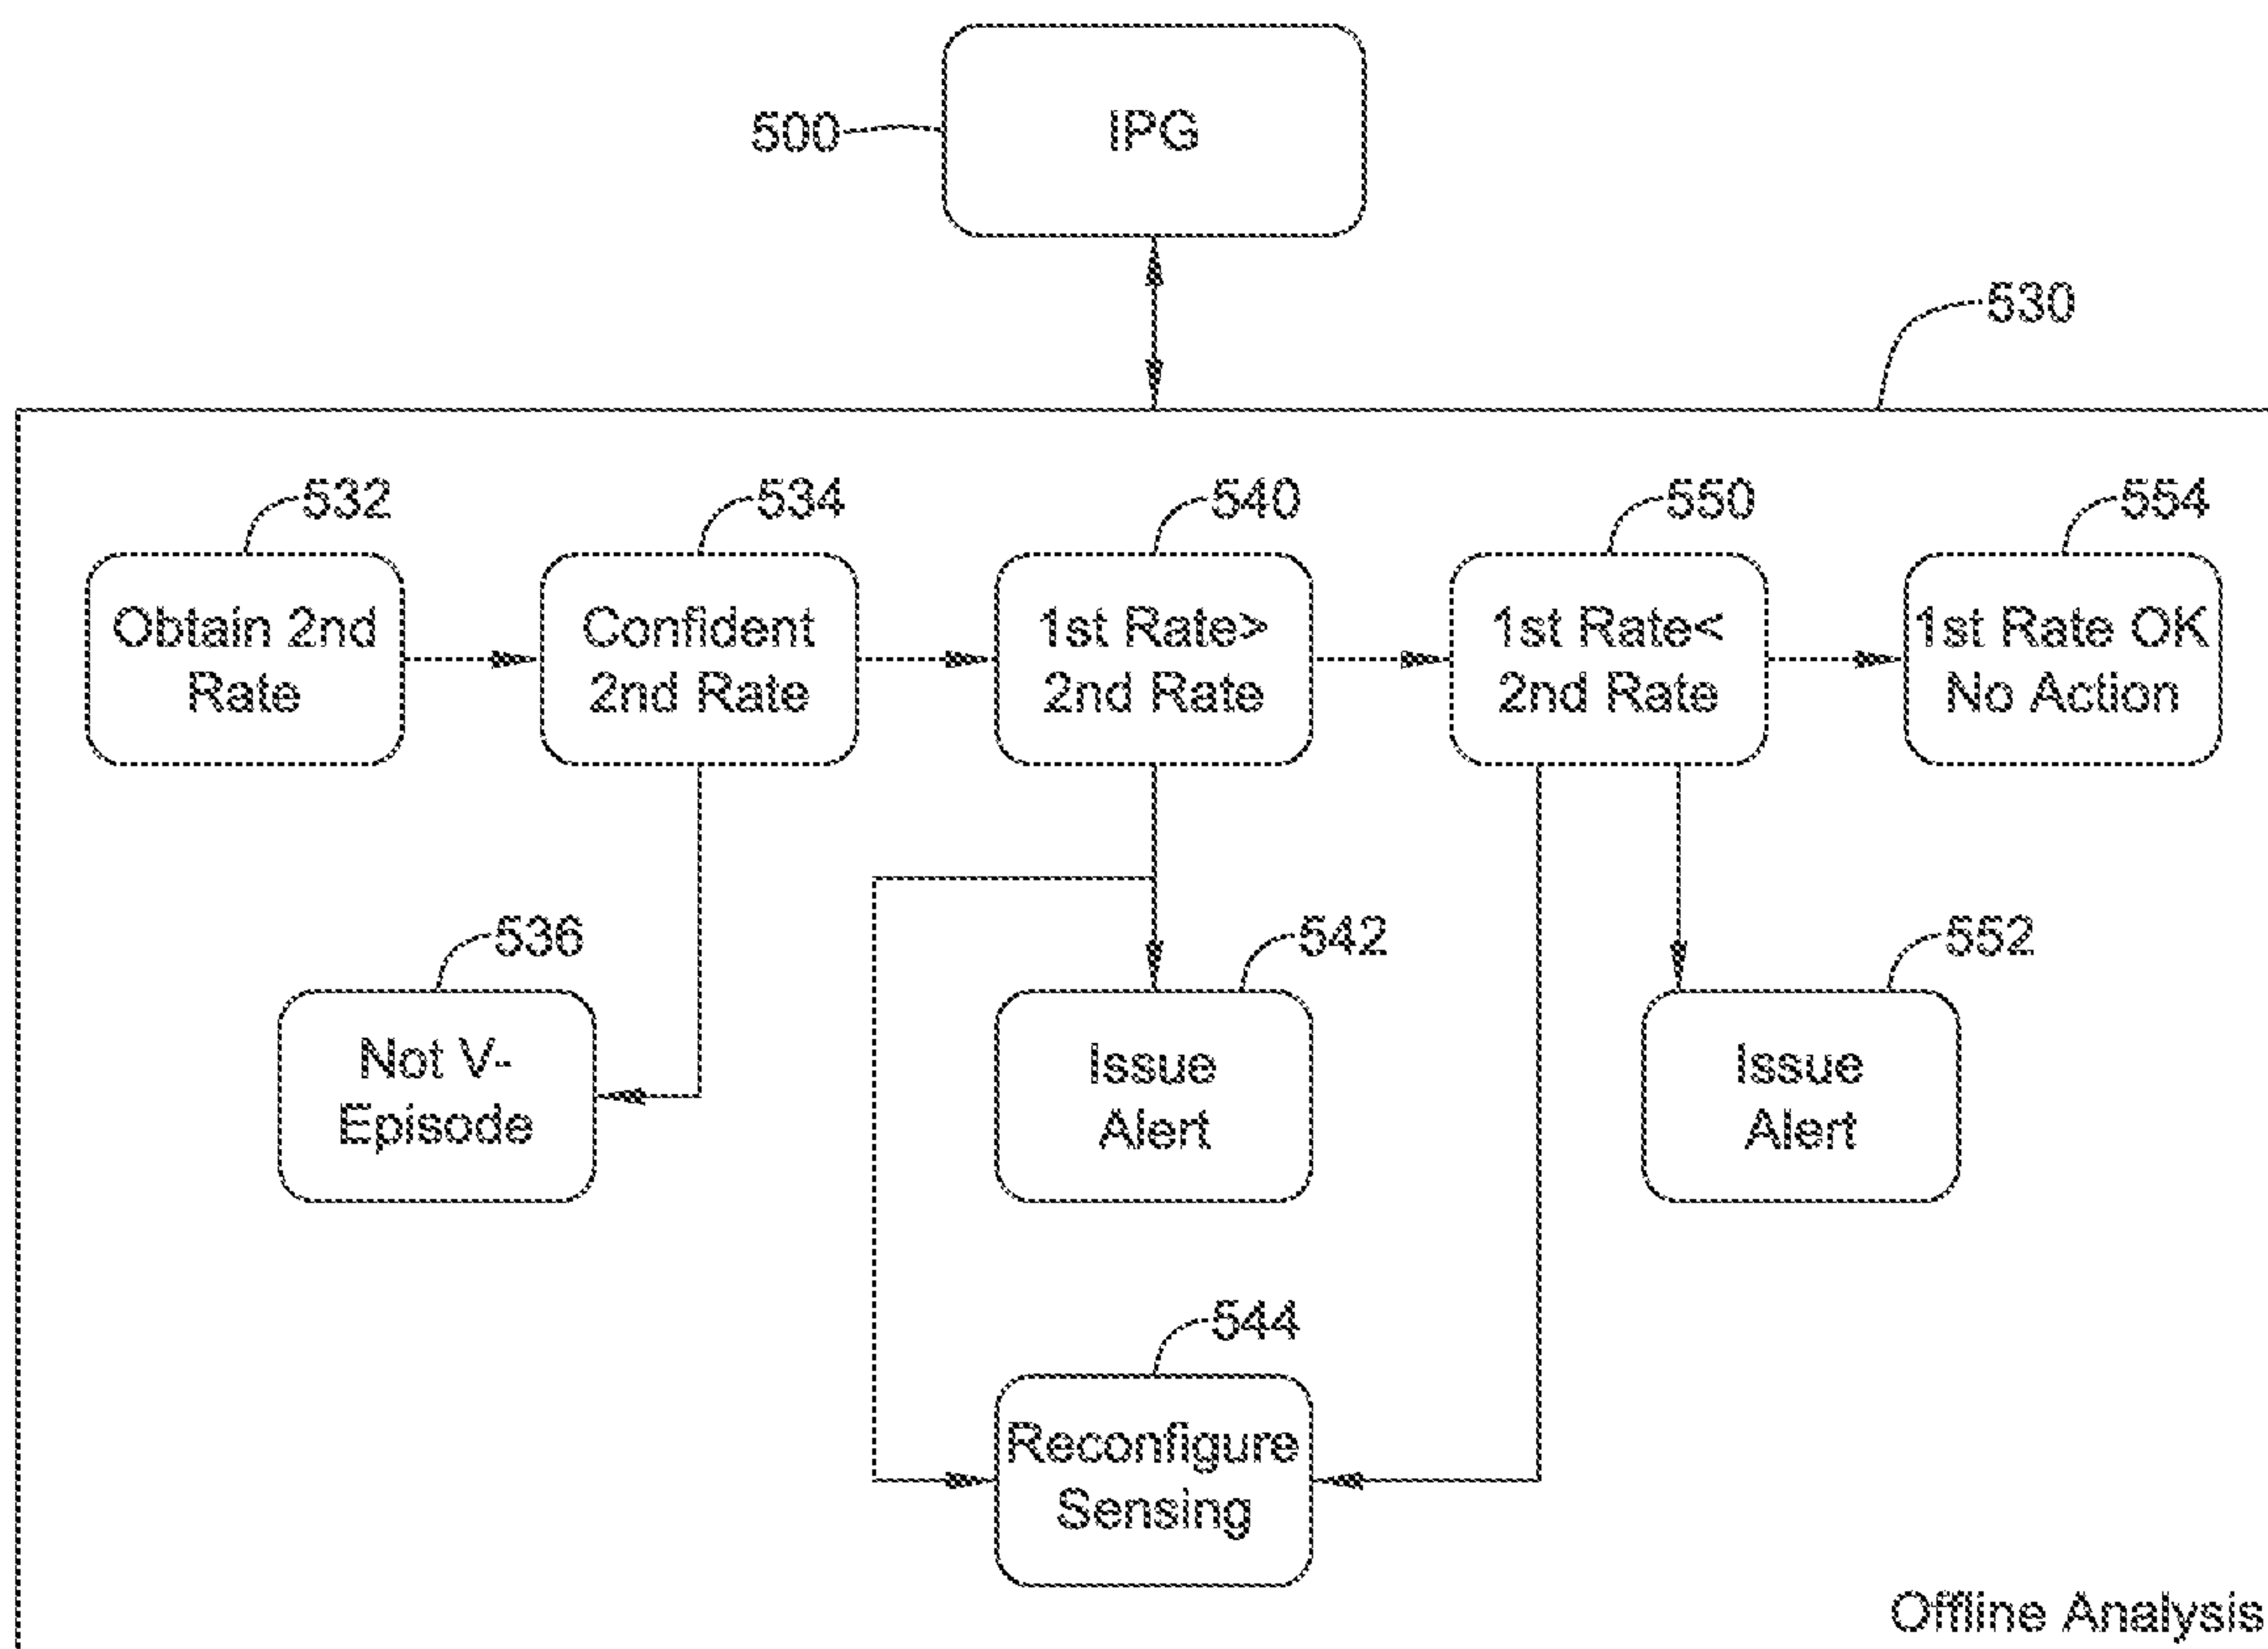 IPG
500
530
532
534
540
550
554
Obtain 2nd
Rate
Confident
2nd Rate
1st Rate>
2nd Rate
1st Rate<
2nd Rate
1st Rate OK
No Action
536
542
552
Not V-
Episode
Issue
Alert
Issue
Alert
544
Reconfigure
Sensing
Offline Analysis